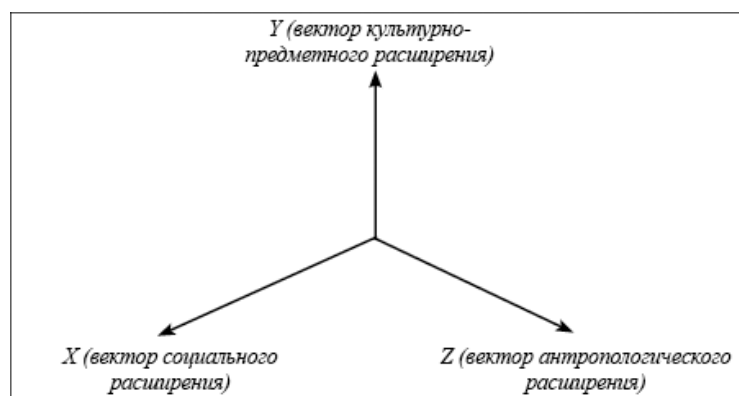 Y (вектор культурно-
предметного расширения)
X (вектор социального
расширения)
Z (вектор антропологического
расширения)